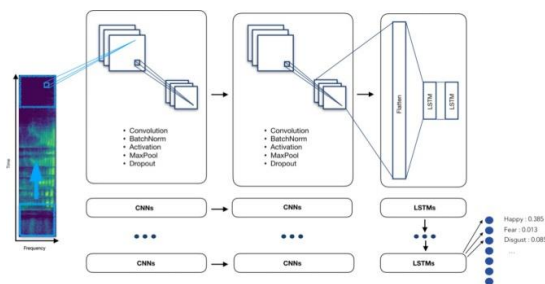 Time
Frequency
• Convolution
• BatchNorm
• Activation
• MaxPool
• Dropout
• Convolution
• BatchNorm
• Activation
• MaxPool
• Dropout
Flatten
LSTM
LSTM
CNNs
CNNs
LSTMs
CNNs
CNNs
LSTMs
Happy : 0.385
Fear : 0.013
Disgust : 0.085
...